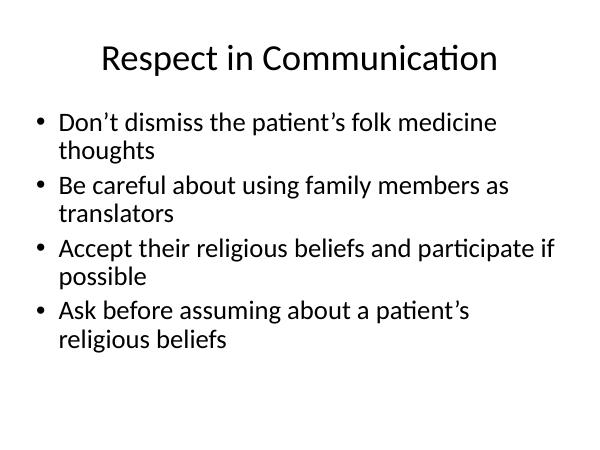 Respect in Communication
• Don’t dismiss the patient’s folk medicine
thoughts
• Be careful about using family members as
translators
• Accept their religious beliefs and participate if
possible
• Ask before assuming about a patient’s
religious beliefs